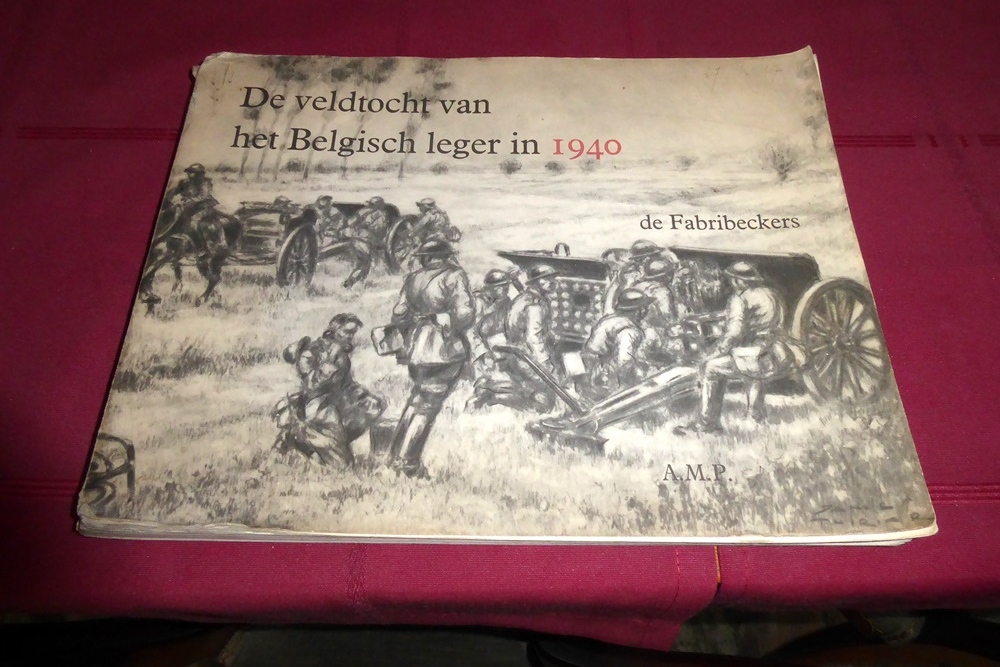 De veldtocht van
het Belgisch leger in 1940
de Fabribeckers
A.M.P.